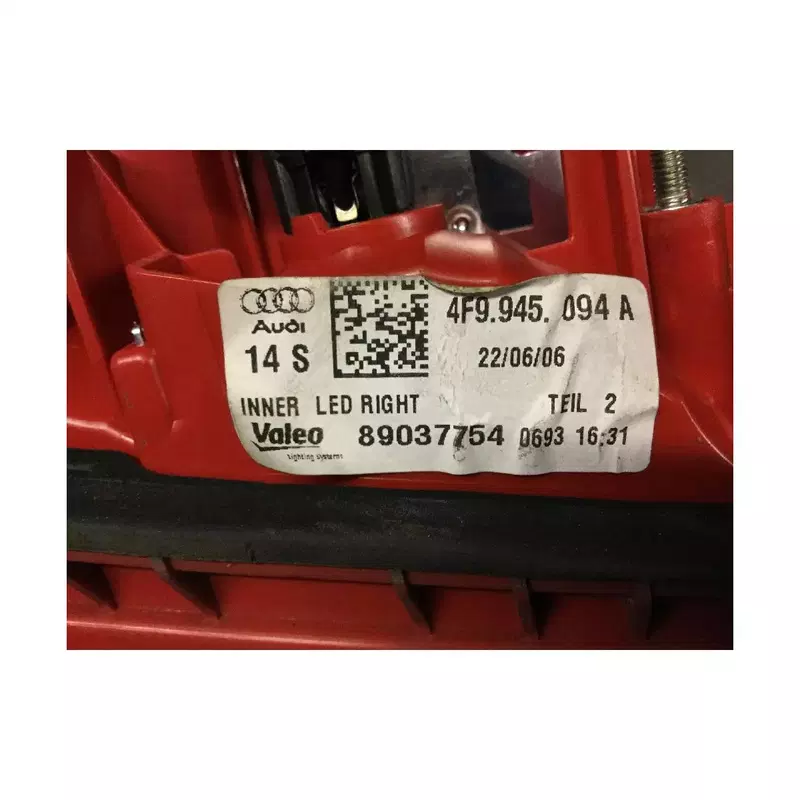 4F9.945. 094 A
Audi
14 S
22/06/06
INNER LED RIGHT TEIL 2
Valeo 89037754 0693 16:31
lighting systems